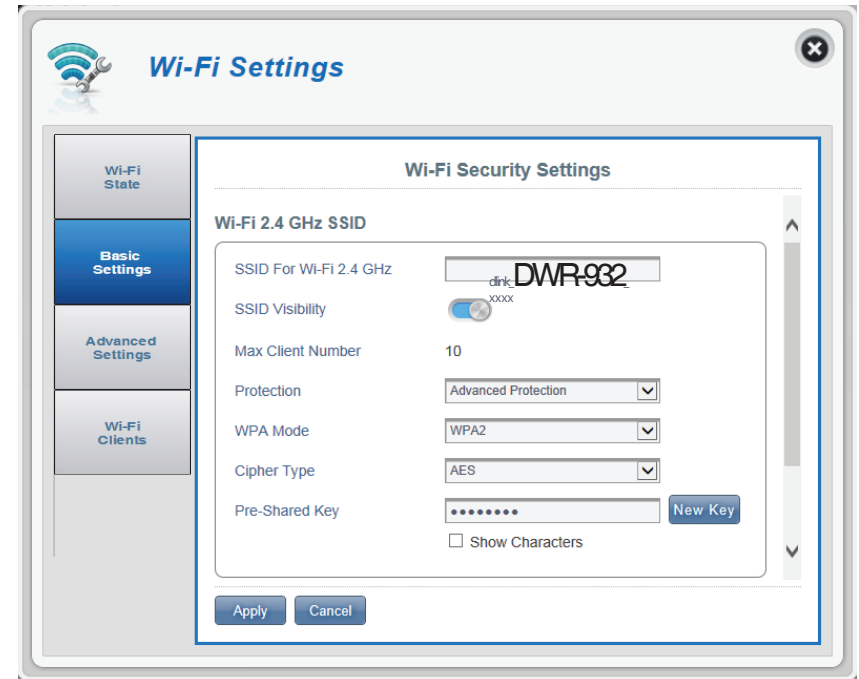 Wi-Fi Settings
Wi-Fi
State
Basic
Settings
Advanced
Settings
Wi-Fi
Clients
Wi-Fi Security Settings
Wi-Fi 2.4 GHz SSID
SSID For Wi-Fi 2.4 GHz
dlink_DWR-932_
xxxx
SSID Visibility
Max Client Number 10
Protection Advanced Protection
WPA Mode WPA2
Cipher Type AES
Pre-Shared Key •••••••• New Key
Show Characters
Apply Cancel